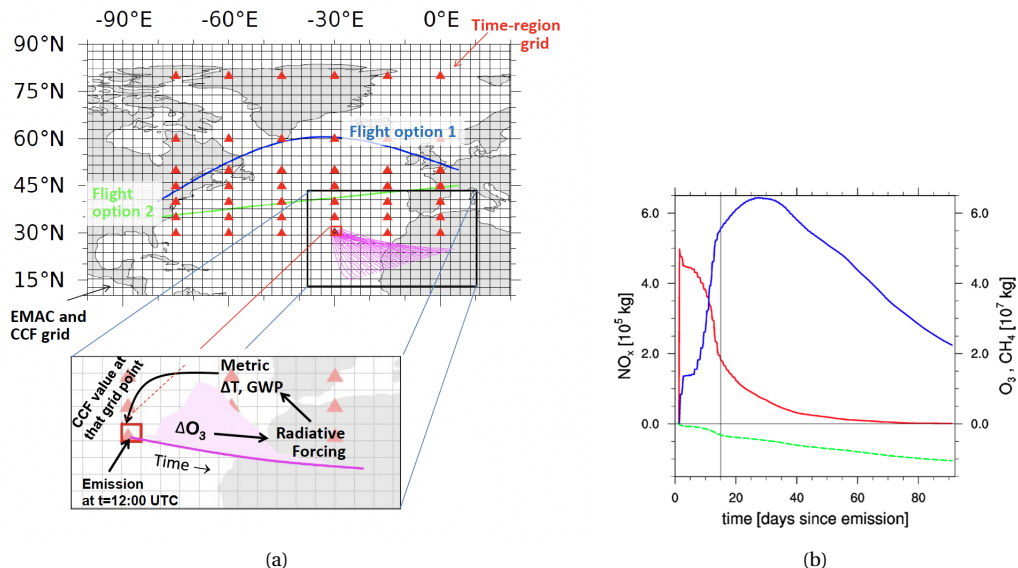 -90°E -60°E -30°E 0°E
Time-region
grid
90°N
75°N
60°N
45°N
30°N
15°N
Flight option 1
Flight
option 2
EMAC and
CCF grid
CCF value at
that grid point
Metric
ΔT, GWP
ΔO₃
Radiative
Forcing
Time →
Emission
at t=12:00 UTC
(a)
NOₓ [10⁵ kg]
6.0
4.0
2.0
0.0
6.0
4.0
2.0
0.0
O₃ , CH₄ [10⁷ kg]
0 20 40 60 80
time [days since emission]
(b)